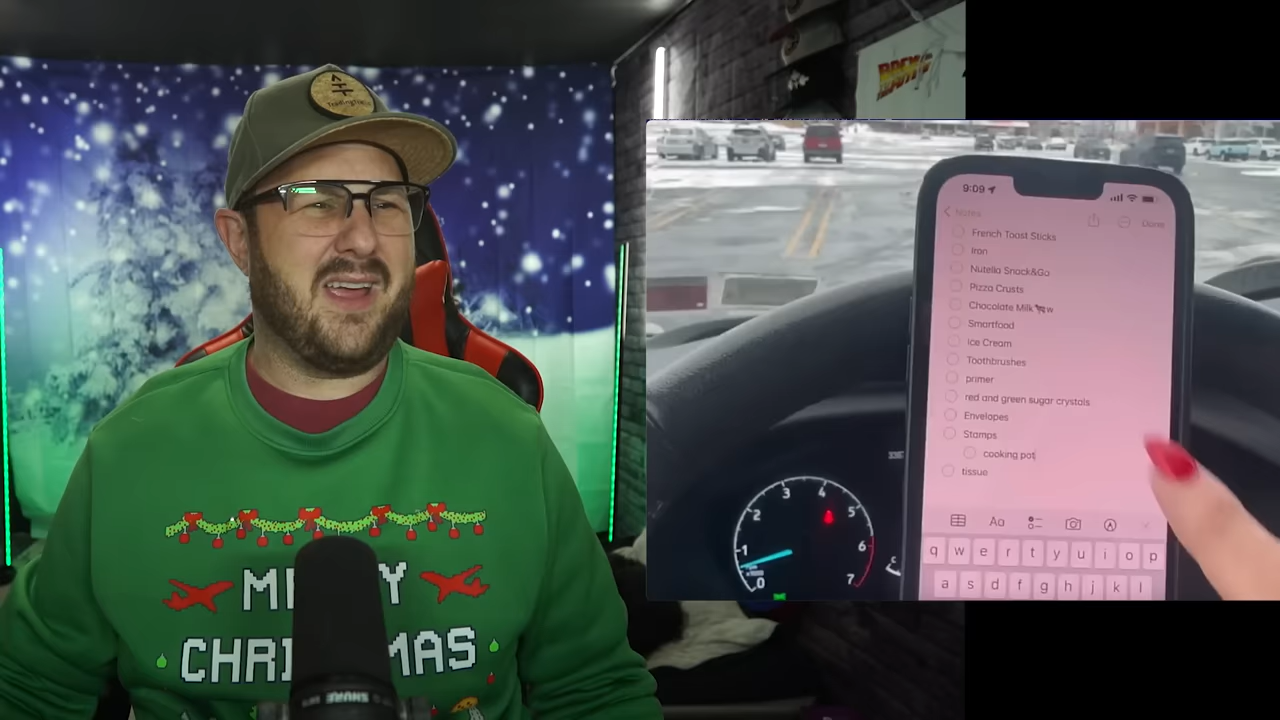 MERRY
CHRISTMAS
9:09
Notes
Done
French Toast Sticks
Iron
Nutella Snack&Go
Pizza Crusts
Chocolate Milk
Smartfood
Ice Cream
Toothbrushes
primer
red and green sugar crystals
Envelopes
Stamps
cooking pot
tissue
Aa
q w e r t y u i o p
a s d f g h j k l
0 1 2 3 4 5 6 7
SHURE